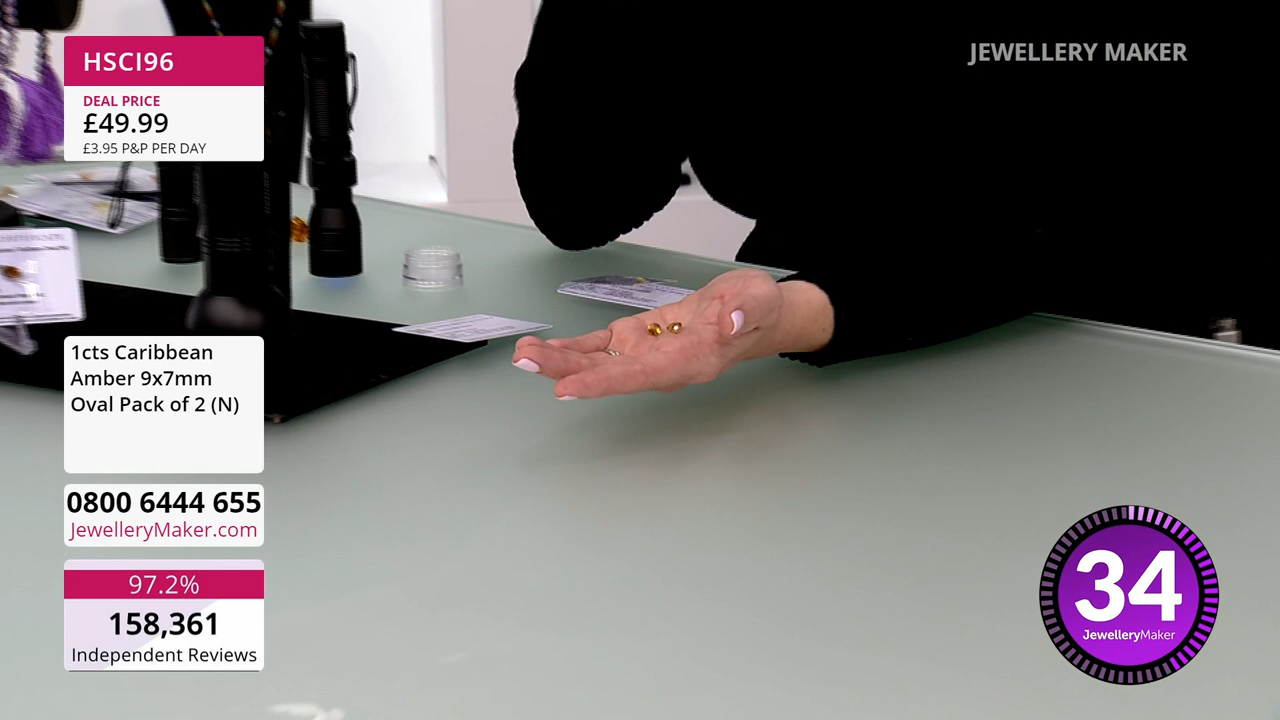 HSCI96
DEAL PRICE
£49.99
£3.95 P&P PER DAY
1cts Caribbean
Amber 9x7mm
Oval Pack of 2 (N)
0800 6444 655
JewelleryMaker.com
97.2%
158,361
Independent Reviews
JEWELLERY MAKER
34
JewelleryMaker